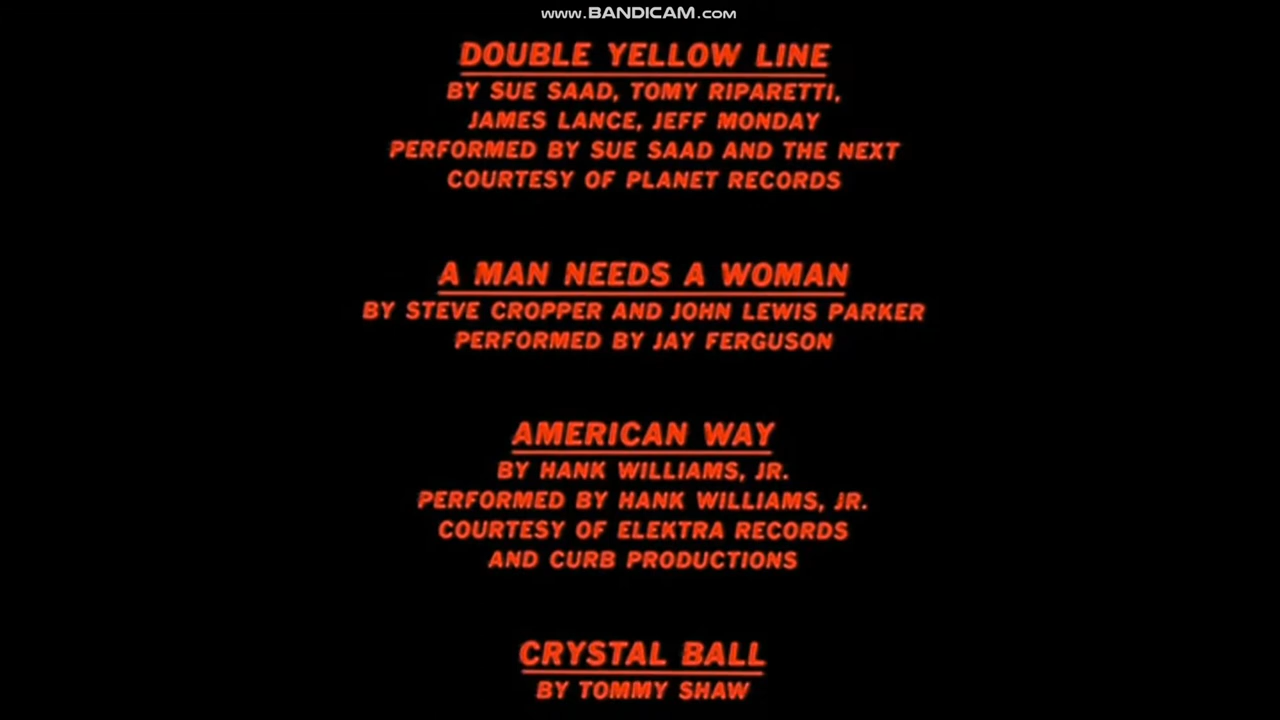 www.BANDICAM.com
DOUBLE YELLOW LINE
BY SUE SAAD, TOMY RIPARETTI,
JAMES LANCE, JEFF MONDAY
PERFORMED BY SUE SAAD AND THE NEXT
COURTESY OF PLANET RECORDS
A MAN NEEDS A WOMAN
BY STEVE CROPPER AND JOHN LEWIS PARKER
PERFORMED BY JAY FERGUSON
AMERICAN WAY
BY HANK WILLIAMS, JR.
PERFORMED BY HANK WILLIAMS, JR.
COURTESY OF ELEKTRA RECORDS
AND CURB PRODUCTIONS
CRYSTAL BALL
BY TOMMY SHAW